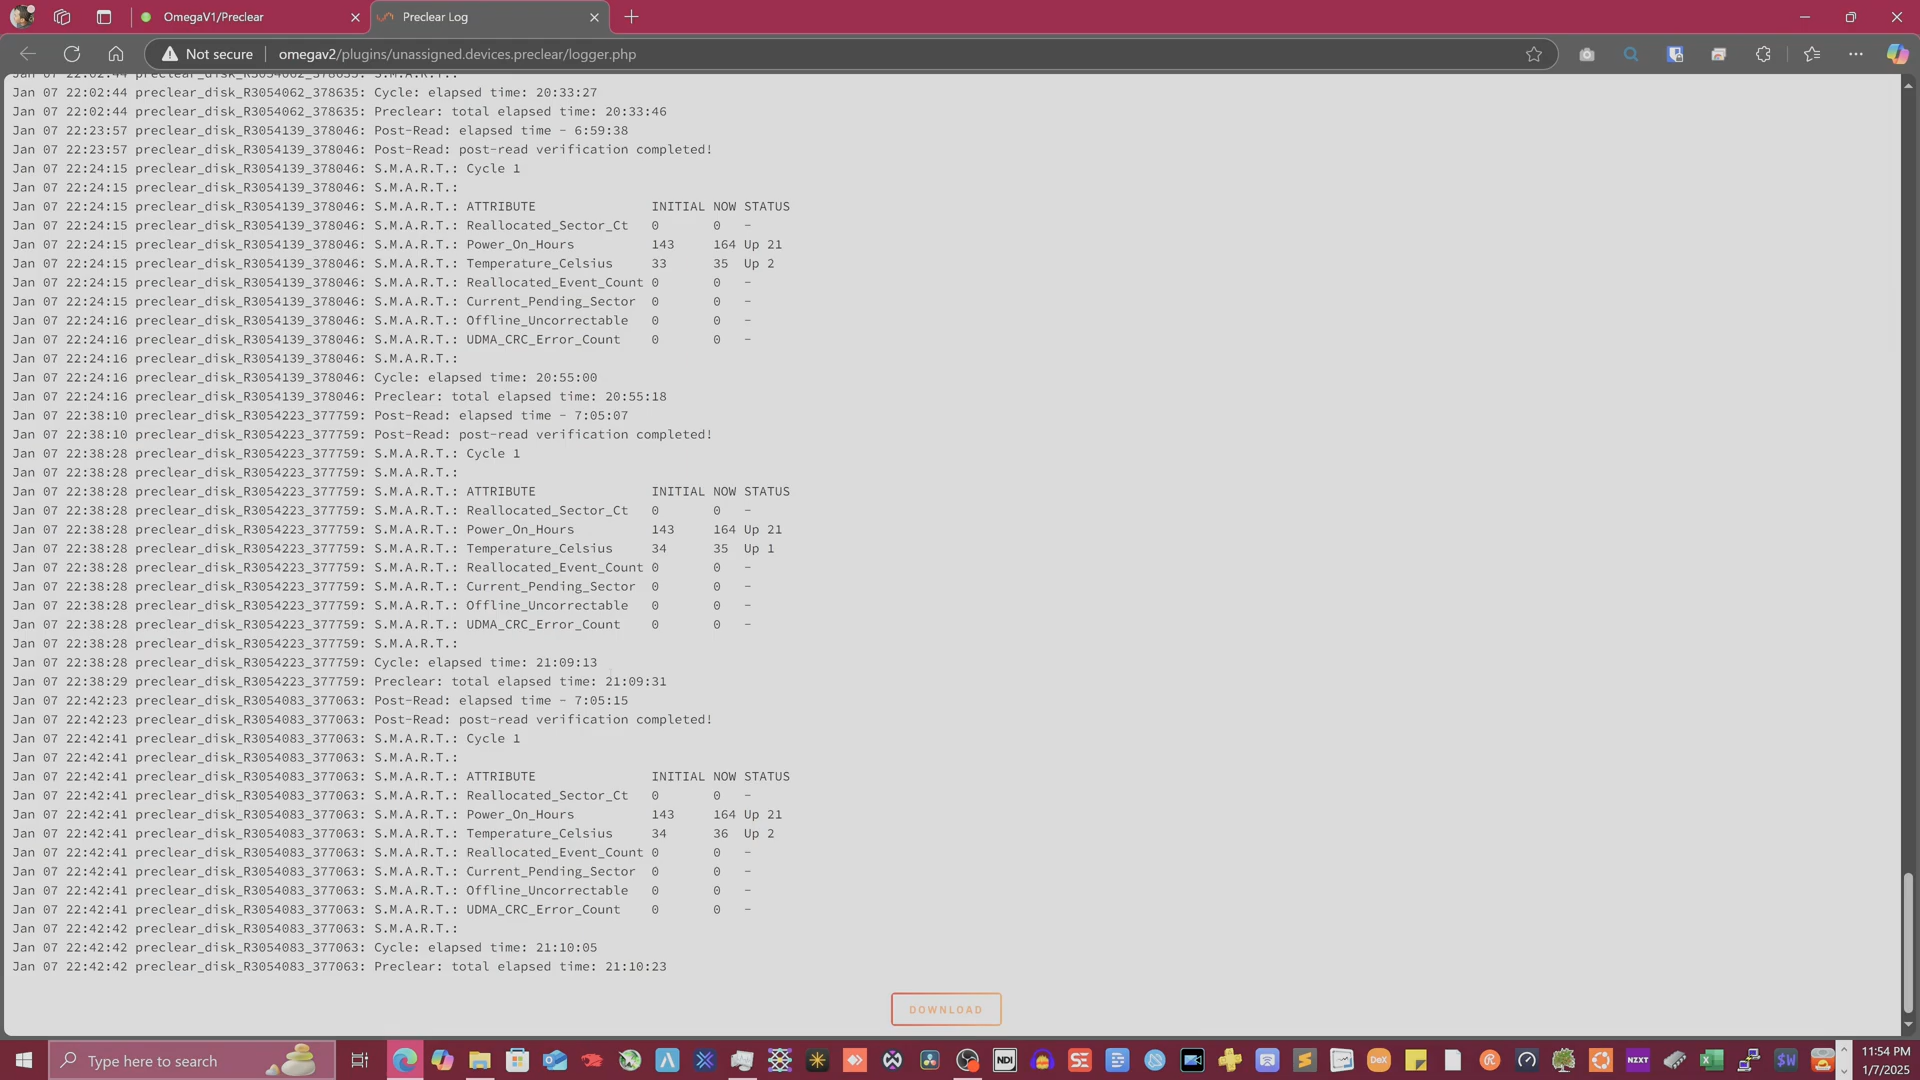 OmegaV1/Preclear
Preclear Log
Not secure
omegav2/plugins/unassigned.devices.preclear/logger.php
Jan 07 22:02:44 preclear_disk_R3054062_378635: S.M.A.R.T.:
Jan 07 22:02:44 preclear_disk_R3054062_378635: Cycle: elapsed time: 20:33:27
Jan 07 22:02:44 preclear_disk_R3054062_378635: Preclear: total elapsed time: 20:33:46
Jan 07 22:23:57 preclear_disk_R3054139_378046: Post-Read: elapsed time - 6:59:38
Jan 07 22:23:57 preclear_disk_R3054139_378046: Post-Read: post-read verification completed!
Jan 07 22:24:15 preclear_disk_R3054139_378046: S.M.A.R.T.: Cycle 1
Jan 07 22:24:15 preclear_disk_R3054139_378046: S.M.A.R.T.:
Jan 07 22:24:15 preclear_disk_R3054139_378046: S.M.A.R.T.: ATTRIBUTE INITIAL NOW STATUS
Jan 07 22:24:15 preclear_disk_R3054139_378046: S.M.A.R.T.: Reallocated_Sector_Ct 0 0 -
Jan 07 22:24:15 preclear_disk_R3054139_378046: S.M.A.R.T.: Power_On_Hours 143 164 Up 21
Jan 07 22:24:15 preclear_disk_R3054139_378046: S.M.A.R.T.: Temperature_Celsius 33 35 Up 2
Jan 07 22:24:15 preclear_disk_R3054139_378046: S.M.A.R.T.: Reallocated_Event_Count 0 0 -
Jan 07 22:24:15 preclear_disk_R3054139_378046: S.M.A.R.T.: Current_Pending_Sector 0 0 -
Jan 07 22:24:16 preclear_disk_R3054139_378046: S.M.A.R.T.: Offline_Uncorrectable 0 0 -
Jan 07 22:24:16 preclear_disk_R3054139_378046: S.M.A.R.T.: UDMA_CRC_Error_Count 0 0 -
Jan 07 22:24:16 preclear_disk_R3054139_378046: S.M.A.R.T.:
Jan 07 22:24:16 preclear_disk_R3054139_378046: Cycle: elapsed time: 20:55:00
Jan 07 22:24:16 preclear_disk_R3054139_378046: Preclear: total elapsed time: 20:55:18
Jan 07 22:38:10 preclear_disk_R3054223_377759: Post-Read: elapsed time - 7:05:07
Jan 07 22:38:10 preclear_disk_R3054223_377759: Post-Read: post-read verification completed!
Jan 07 22:38:28 preclear_disk_R3054223_377759: S.M.A.R.T.: Cycle 1
Jan 07 22:38:28 preclear_disk_R3054223_377759: S.M.A.R.T.:
Jan 07 22:38:28 preclear_disk_R3054223_377759: S.M.A.R.T.: ATTRIBUTE INITIAL NOW STATUS
Jan 07 22:38:28 preclear_disk_R3054223_377759: S.M.A.R.T.: Reallocated_Sector_Ct 0 0 -
Jan 07 22:38:28 preclear_disk_R3054223_377759: S.M.A.R.T.: Power_On_Hours 143 164 Up 21
Jan 07 22:38:28 preclear_disk_R3054223_377759: S.M.A.R.T.: Temperature_Celsius 34 35 Up 1
Jan 07 22:38:28 preclear_disk_R3054223_377759: S.M.A.R.T.: Reallocated_Event_Count 0 0 -
Jan 07 22:38:28 preclear_disk_R3054223_377759: S.M.A.R.T.: Current_Pending_Sector 0 0 -
Jan 07 22:38:28 preclear_disk_R3054223_377759: S.M.A.R.T.: Offline_Uncorrectable 0 0 -
Jan 07 22:38:28 preclear_disk_R3054223_377759: S.M.A.R.T.: UDMA_CRC_Error_Count 0 0 -
Jan 07 22:38:28 preclear_disk_R3054223_377759: S.M.A.R.T.:
Jan 07 22:38:28 preclear_disk_R3054223_377759: Cycle: elapsed time: 21:09:13
Jan 07 22:38:29 preclear_disk_R3054223_377759: Preclear: total elapsed time: 21:09:31
Jan 07 22:42:23 preclear_disk_R3054083_377063: Post-Read: elapsed time - 7:05:15
Jan 07 22:42:23 preclear_disk_R3054083_377063: Post-Read: post-read verification completed!
Jan 07 22:42:41 preclear_disk_R3054083_377063: S.M.A.R.T.: Cycle 1
Jan 07 22:42:41 preclear_disk_R3054083_377063: S.M.A.R.T.:
Jan 07 22:42:41 preclear_disk_R3054083_377063: S.M.A.R.T.: ATTRIBUTE INITIAL NOW STATUS
Jan 07 22:42:41 preclear_disk_R3054083_377063: S.M.A.R.T.: Reallocated_Sector_Ct 0 0 -
Jan 07 22:42:41 preclear_disk_R3054083_377063: S.M.A.R.T.: Power_On_Hours 143 164 Up 21
Jan 07 22:42:41 preclear_disk_R3054083_377063: S.M.A.R.T.: Temperature_Celsius 34 36 Up 2
Jan 07 22:42:41 preclear_disk_R3054083_377063: S.M.A.R.T.: Reallocated_Event_Count 0 0 -
Jan 07 22:42:41 preclear_disk_R3054083_377063: S.M.A.R.T.: Current_Pending_Sector 0 0 -
Jan 07 22:42:41 preclear_disk_R3054083_377063: S.M.A.R.T.: Offline_Uncorrectable 0 0 -
Jan 07 22:42:41 preclear_disk_R3054083_377063: S.M.A.R.T.: UDMA_CRC_Error_Count 0 0 -
Jan 07 22:42:42 preclear_disk_R3054083_377063: S.M.A.R.T.:
Jan 07 22:42:42 preclear_disk_R3054083_377063: Cycle: elapsed time: 21:10:05
Jan 07 22:42:42 preclear_disk_R3054083_377063: Preclear: total elapsed time: 21:10:23
DOWNLOAD
Type here to search
NDI
SE
DeX
NZXT
11:54 PM
1/7/2025